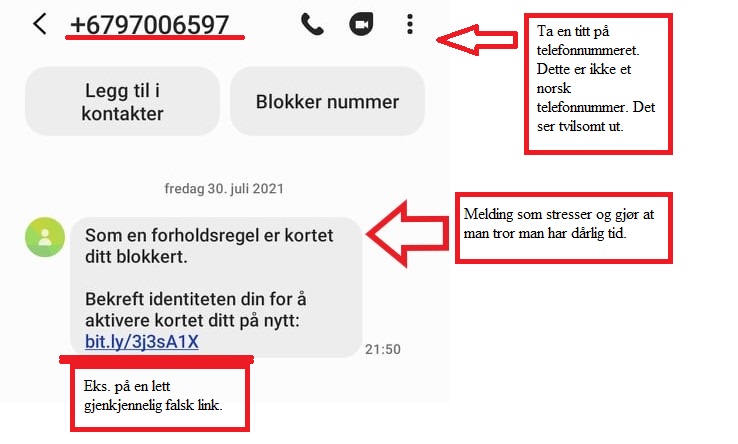 +6797006597
Ta en titt på
telefonnummeret.
Dette er ikke et
norsk
telefonnummer. Det
ser tvilsomt ut.
Legg til i
kontakter
Blokker nummer
fredag 30. juli 2021
Melding som stresser og gjør at
man tror man har dårlig tid.
Som en forholdsregel er kortet
ditt blokkert.
Bekreft identiteten din for å
aktivere kortet ditt på nytt:
bit.ly/3j3sA1X
21:50
Eks. på en lett
gjenkjennelig falsk link.